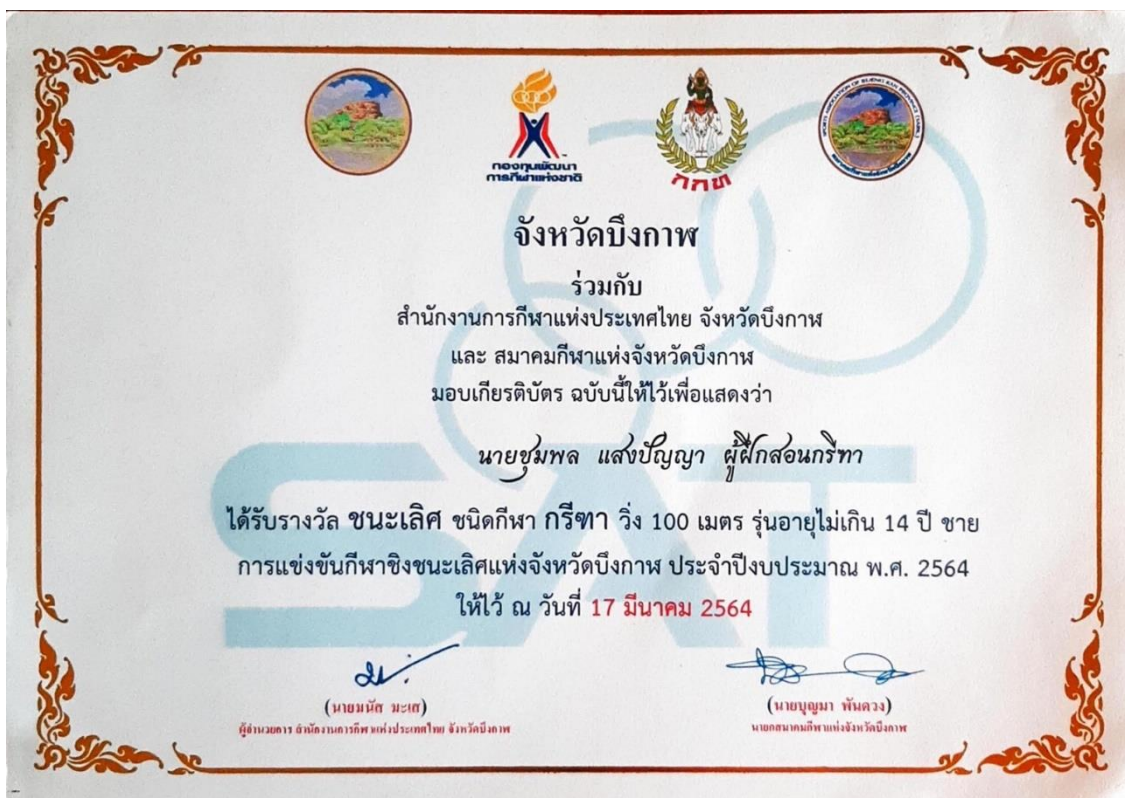 กองทุนพัฒนา
การกีฬาแห่งชาติ
กกท
SPORTS ASSOCIATION OF BUENG KAN PROVINCE
จังหวัดบึงกาฬ
ร่วมกับ
สำนักงานการกีฬาแห่งประเทศไทย จังหวัดบึงกาฬ
และ สมาคมกีฬาแห่งจังหวัดบึงกาฬ
มอบเกียรติบัตร ฉบับนี้ให้ไว้เพื่อแสดงว่า
นายชุมพล แสงปัญญา ผู้ฝึกสอนกรีฑา
ได้รับรางวัล ชนะเลิศ ชนิดกีฬา กรีฑา วิ่ง 100 เมตร รุ่นอายุไม่เกิน 14 ปี ชาย
การแข่งขันกีฬาชิงชนะเลิศแห่งจังหวัดบึงกาฬ ประจำปีงบประมาณ พ.ศ. 2564
ให้ไว้ ณ วันที่ 17 มีนาคม 2564
SAT
(นายมนัส มะเส) (นายบุญมา พันดวง)
ผู้อำนวยการ สำนักงานการกีฬาแห่งประเทศไทย จังหวัดบึงกาฬ นายกสมาคมกีฬาแห่งจังหวัดบึงกาฬ